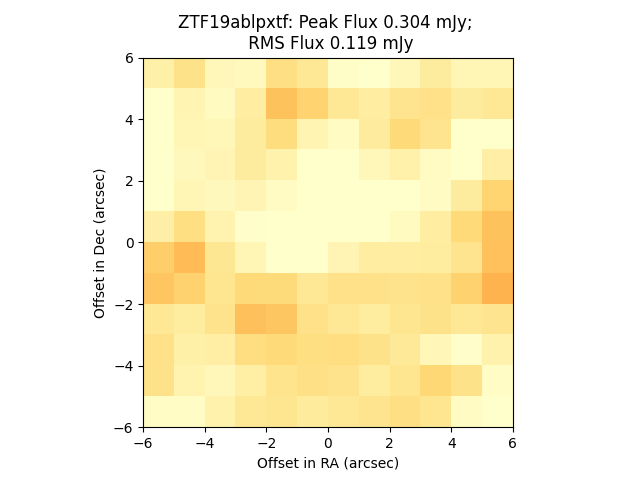 ZTF19ablpxtf: Peak Flux 0.304 mJy;
RMS Flux 0.119 mJy
6
4
2
0
−2
−4
−6
Offset in Dec (arcsec)
−6 −4 −2 0 2 4 6
Offset in RA (arcsec)